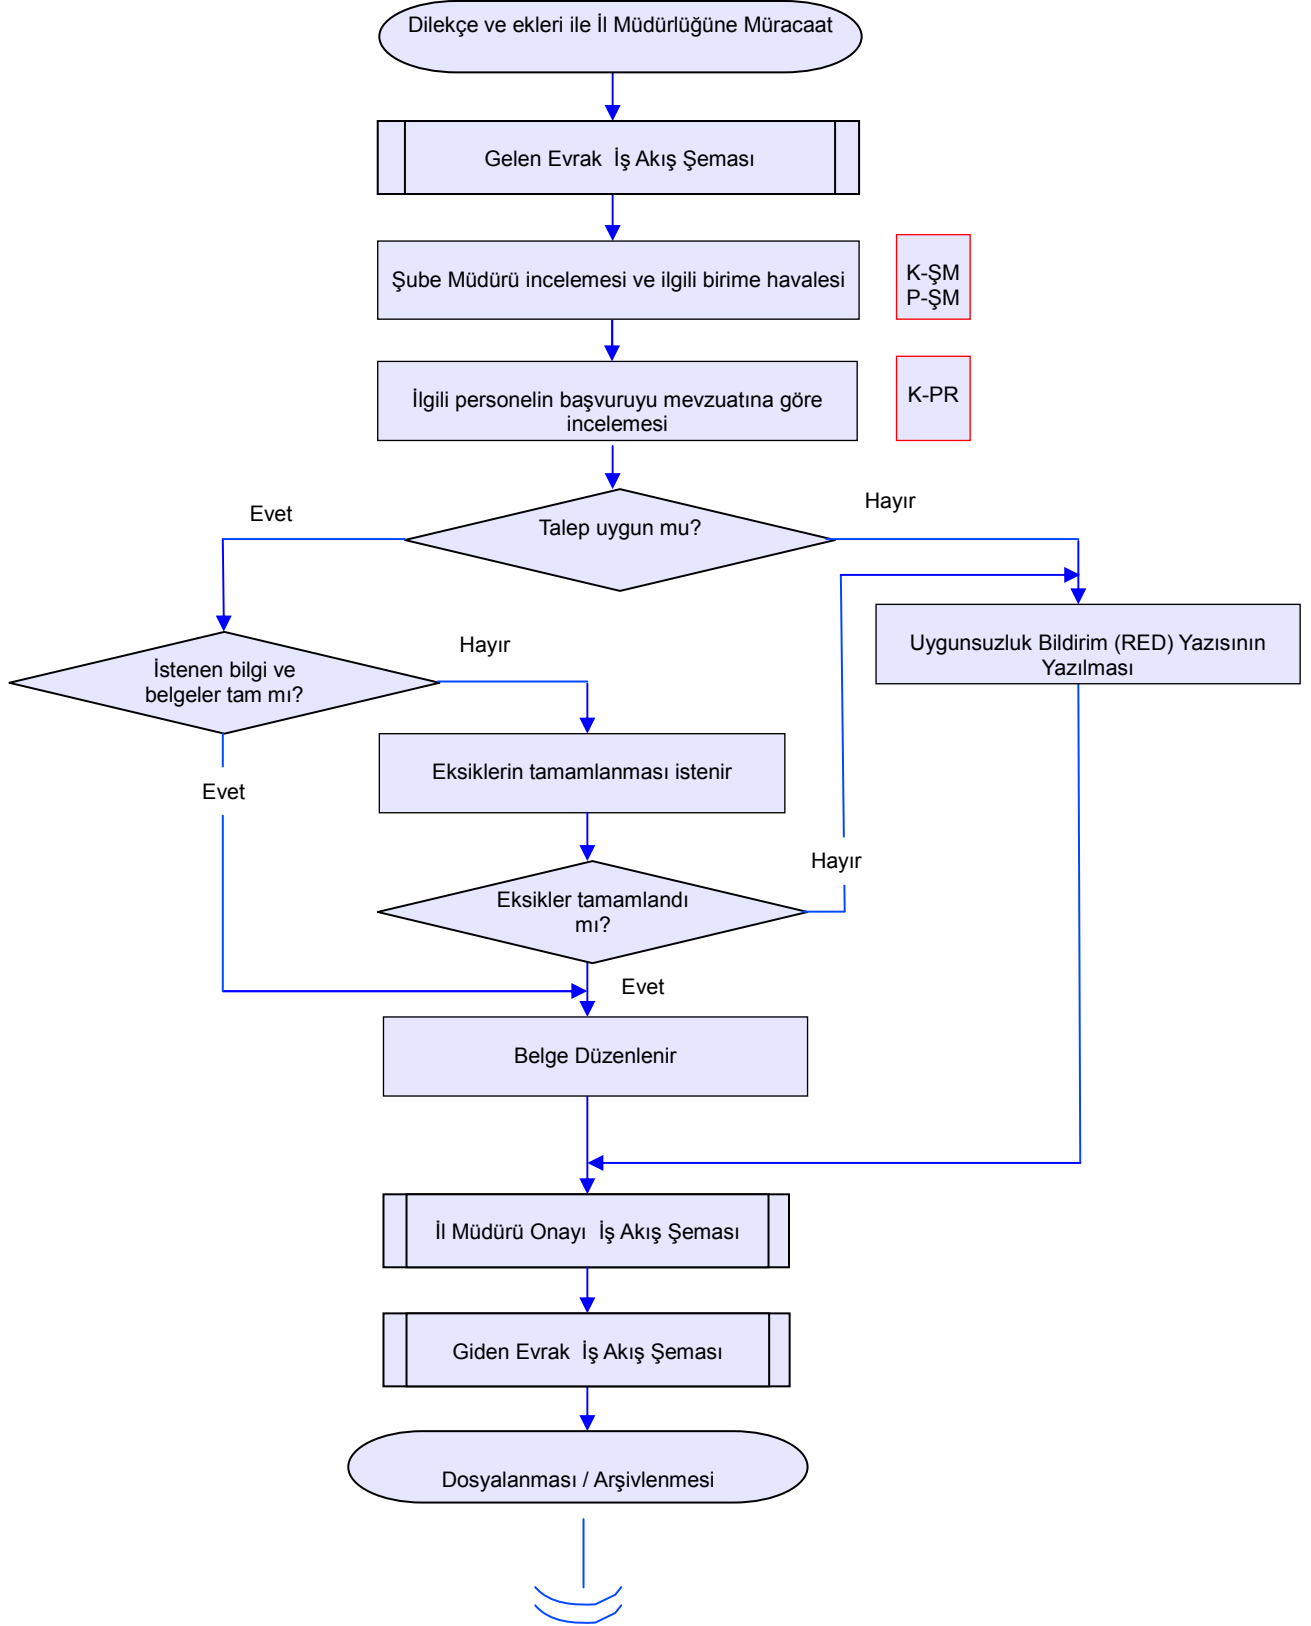 Dilekçe ve ekleri ile İl Müdürlüğüne Müracaat
Gelen Evrak  İş Akış Şeması
Şube Müdürü incelemesi ve ilgili birime havalesi
K-ŞM
P-ŞM
İlgili personelin başvuruyu mevzuatına göre
incelemesi
K-PR
Talep uygun mu?
Evet
Hayır
Uygunsuzluk Bildirim (RED) Yazısının
Yazılması
İstenen bilgi ve
belgeler tam mı?
Hayır
Evet
Eksiklerin tamamlanması istenir
Eksikler tamamlandı
mı?
Hayır
Evet
Belge Düzenlenir
İl Müdürü Onayı  İş Akış Şeması
Giden Evrak  İş Akış Şeması
Dosyalanması / Arşivlenmesi